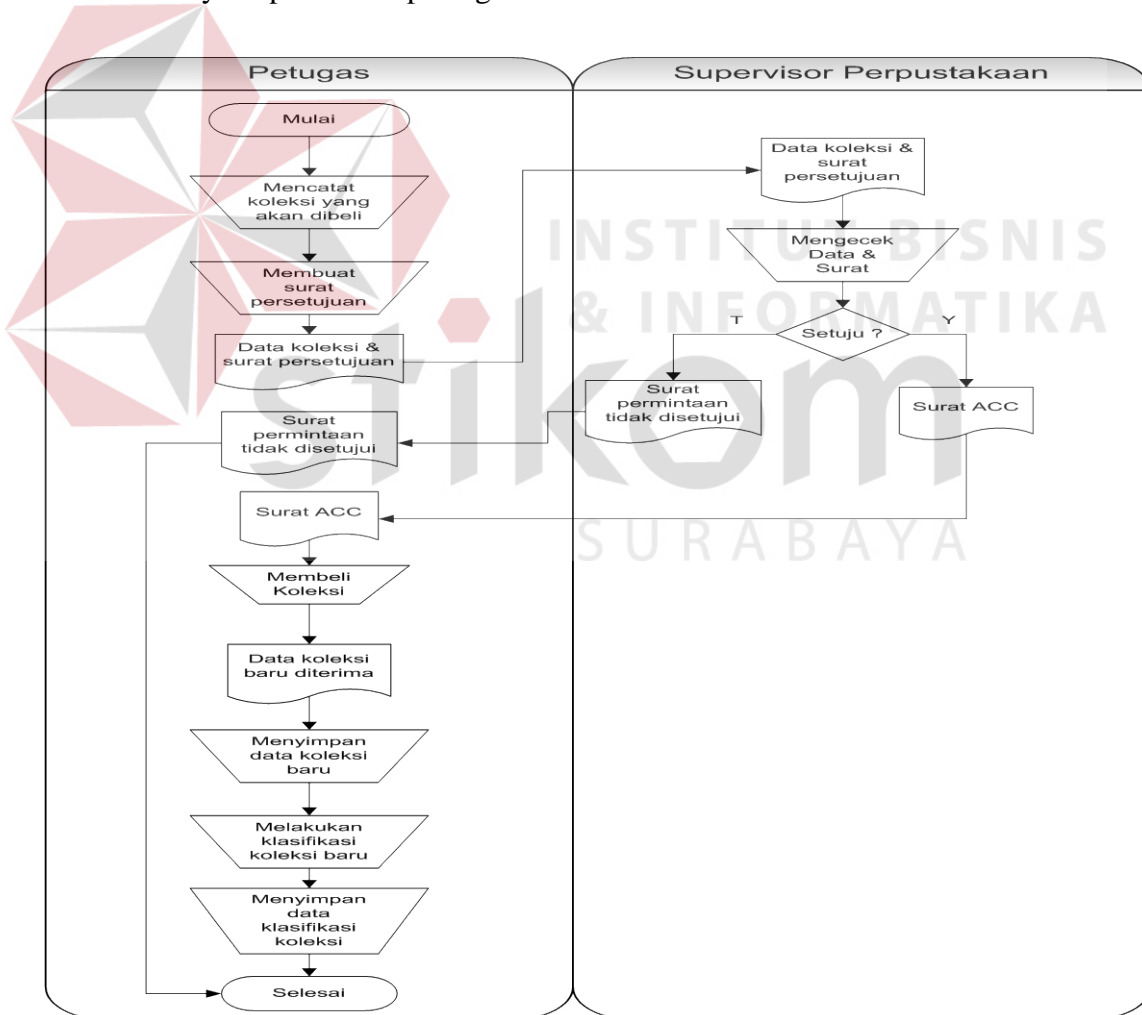 Petugas
Supervisor Perpustakaan
Mulai
Mencatat
koleksi yang
akan dibeli
Membuat
surat
persetujuan
Data koleksi &
surat persetujuan
Data koleksi &
surat
persetujuan
Mengecek
Data &
Surat
Setuju ?
T
Y
Surat
permintaan
tidak disetujui
Surat ACC
Surat
permintaan
tidak disetujui
Surat ACC
Membeli
Koleksi
Data koleksi
baru diterima
Menyimpan
data koleksi
baru
Melakukan
klasifikasi
koleksi baru
Menyimpan
data
klasifikasi
koleksi
Selesai
INSTITUT BISNIS
& INFORMATIKA
stikom
SURABAYA